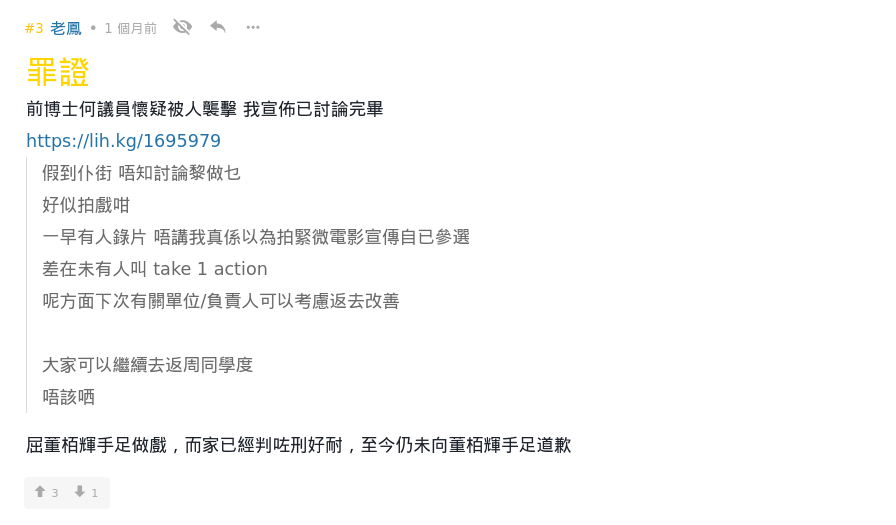 #3 老鳳 • 1 個月前
罪證
前博士何議員懷疑被人襲擊 我宣佈已討論完畢
https://lih.kg/1695979
假到仆街 唔知討論黎做乜
好似拍戲咁
一早有人錄片 唔講我真係以為拍緊微電影宣傳自已參選
差在未有人叫 take 1 action
呢方面下次有關單位/負責人可以考慮返去改善
大家可以繼續去返周同學度
唔該哂
屈董栢輝手足做戲，而家已經判咗刑好耐，至今仍未向董栢輝手足道歉
3 1